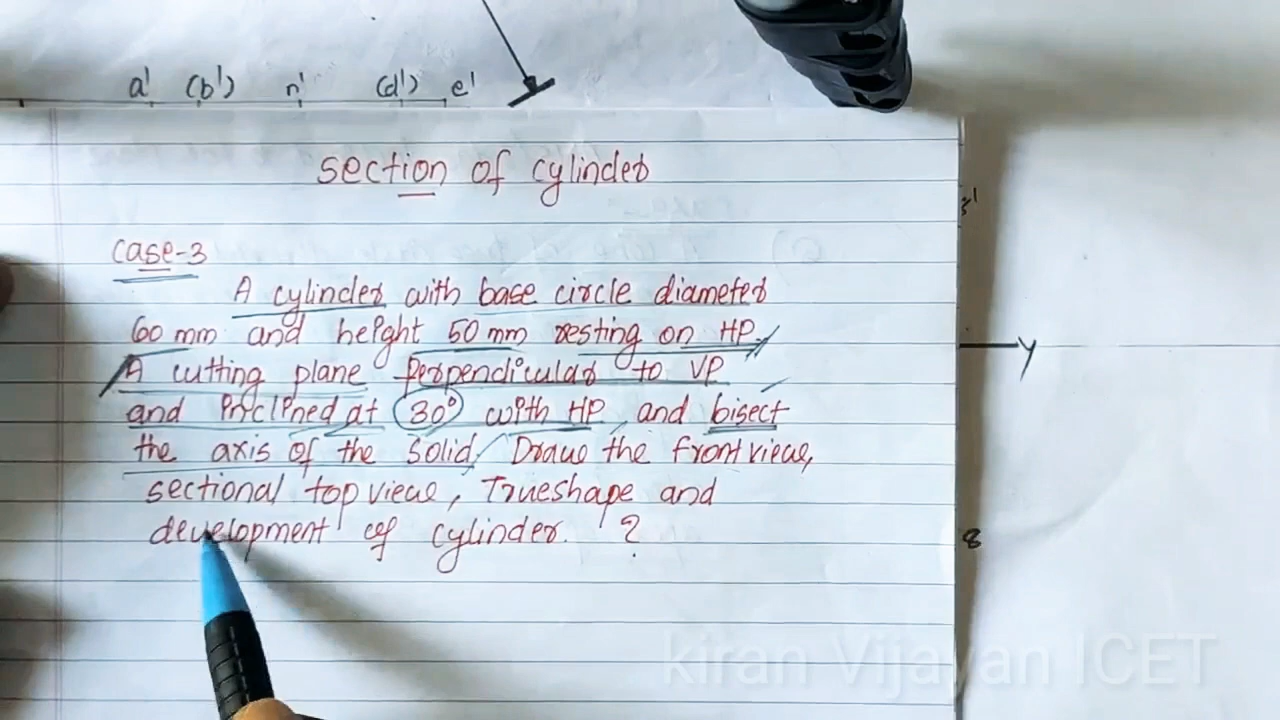 a' (b') n' (d') e'
section of cylinder
case-3
A cylinder with base circle diameter
60 mm and height 50 mm resting on HP.
A cutting plane perpendicular to VP
and inclined at 30° with HP and bisect
the axis of the solid. Draw the front view,
sectional top view, Trueshape and
development of cylinder. ?
y
8
kiran Vijayan ICET